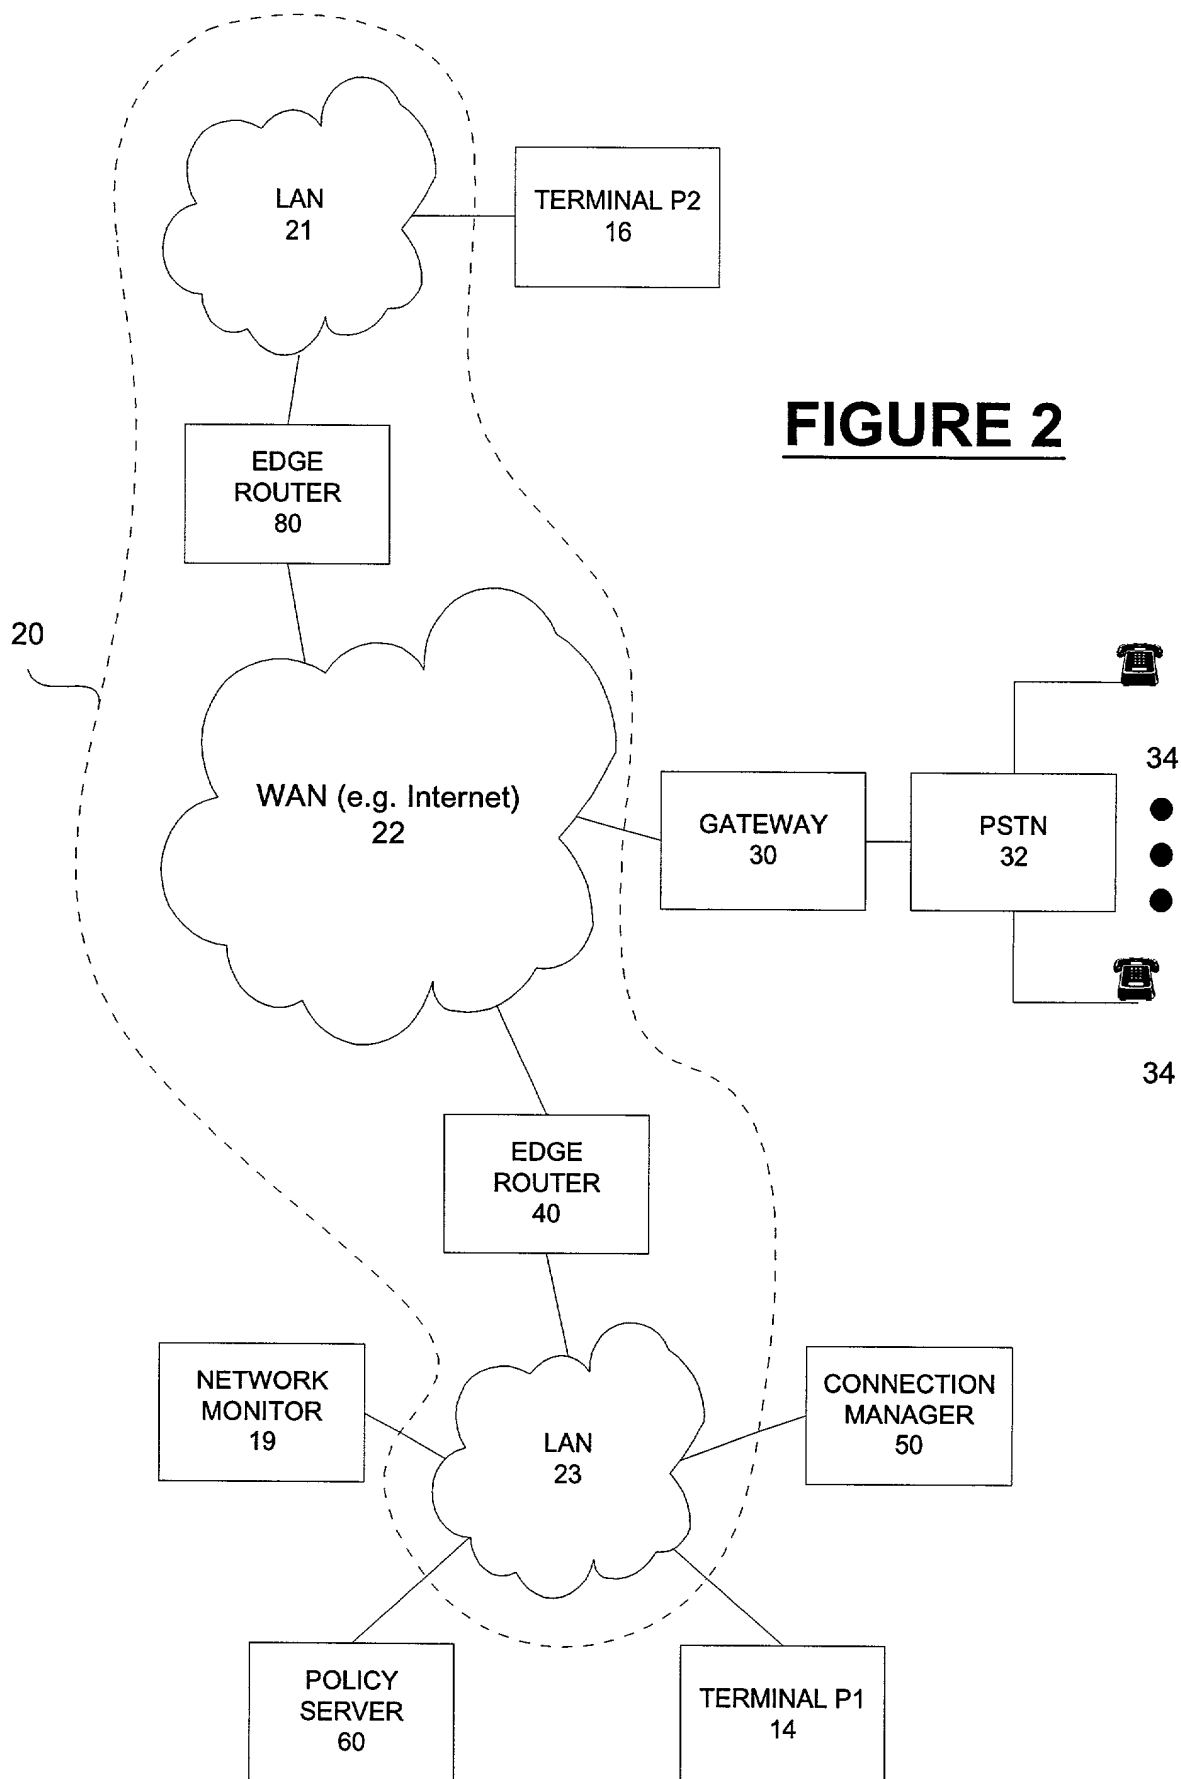 LAN
21
TERMINAL P2
16
FIGURE 2
EDGE
ROUTER
80
20
WAN (e.g. Internet)
22
GATEWAY
30
PSTN
32
34
34
EDGE
ROUTER
40
NETWORK
MONITOR
19
LAN
23
CONNECTION
MANAGER
50
POLICY
SERVER
60
TERMINAL P1
14